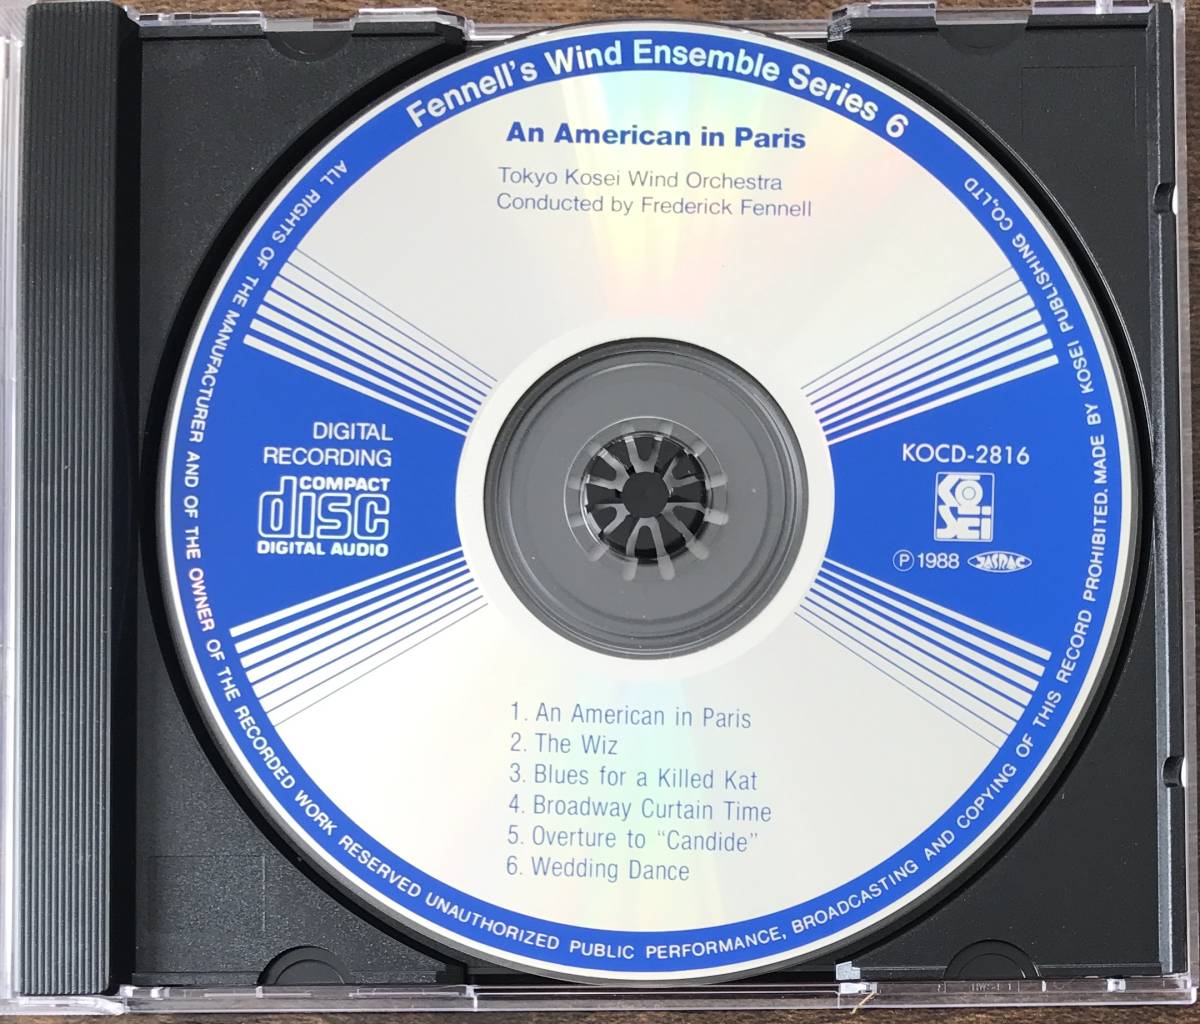 Fennell's Wind Ensemble Series 6
An American in Paris
Tokyo Kosei Wind Orchestra
Conducted by Frederick Fennell
DIGITAL
RECORDING
COMPACT
disc
DIGITAL AUDIO
KOCD-2816
KOSEI
Ⓟ 1988 JASRAC
1. An American in Paris
2. The Wiz
3. Blues for a Killed Kat
4. Broadway Curtain Time
5. Overture to “Candide”
6. Wedding Dance
ALL RIGHTS OF THE MANUFACTURER AND OF THE OWNER OF THE RECORDED WORK RESERVED UNAUTHORIZED PUBLIC PERFORMANCE, BROADCASTING AND COPYING OF THIS RECORD PROHIBITED. MADE BY KOSEI PUBLISHING CO.,LTD